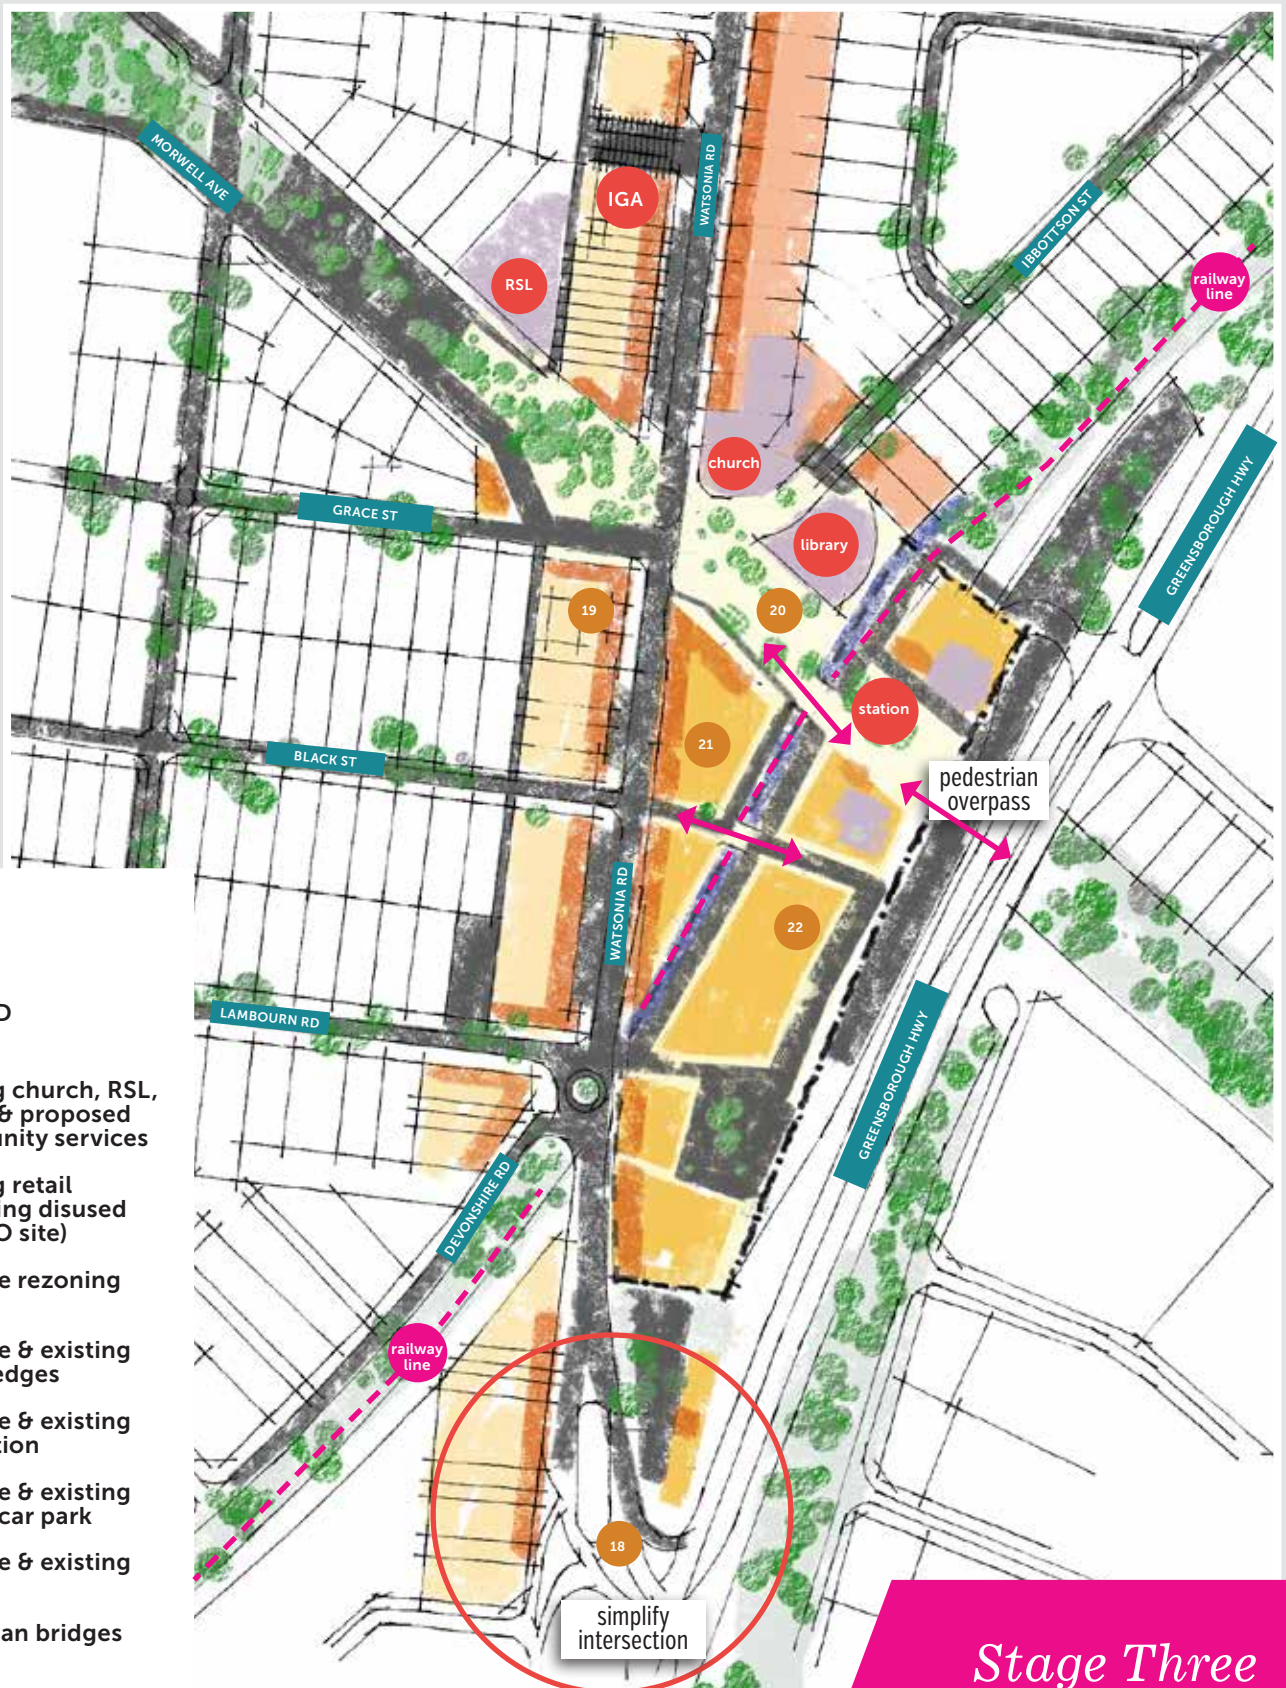 MORWELL AVE
WATSONIA RD
IGA
RSL
IBBOTTSON ST
railway
line
church
GREENSBOROUGH HWY
GRACE ST
library
19
20
station
21
BLACK ST
pedestrian
overpass
WATSONIA RD
22
LAMBOURN RD
GREENSBOROUGH HWY
DEVONSHIRE RD
railway
line
18
simplify
intersection
D
g church, RSL,
& proposed
unity services
g retail
ing disused
O site)
e rezoning
e & existing
edges
e & existing
tion
e & existing
car park
e & existing
an bridges
Stage Three